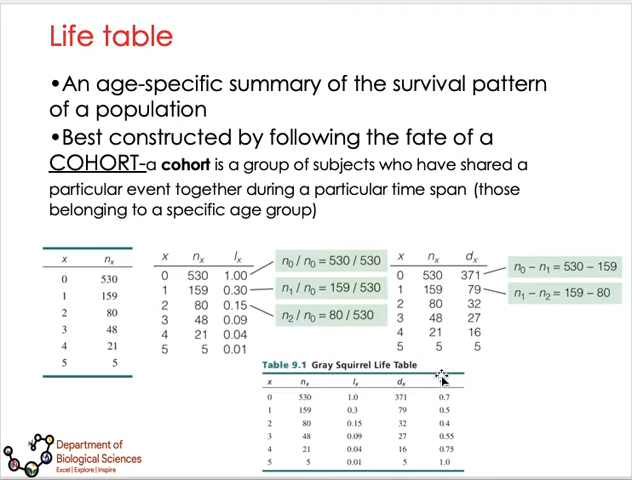 Life table
•An age-specific summary of the survival pattern
of a population
•Best constructed by following the fate of a
COHORT-a cohort is a group of subjects who have shared a
particular event together during a particular time span (those
belonging to a specific age group)
x nx
0 530
1 159
2 80
3 48
4 21
5 5
x nx lx
0 530 1.00
1 159 0.30
2 80 0.15
3 48 0.09
4 21 0.04
5 5 0.01
n0 / n0 = 530 / 530
n1 / n0 = 159 / 530
n2 / n0 = 80 / 530
x nx dx
0 530 371
1 159 79
2 80 32
3 48 27
4 21 16
5 5 5
n0 – n1 = 530 – 159
n1 – n2 = 159 – 80
Table 9.1 Gray Squirrel Life Table
x nx lx dx
0 530 1.0 371 0.7
1 159 0.3 79 0.5
2 80 0.15 32 0.4
3 48 0.09 27 0.55
4 21 0.04 16 0.75
5 5 0.01 5 1.0
Department of
Biological Sciences
Excel | Explore | Inspire